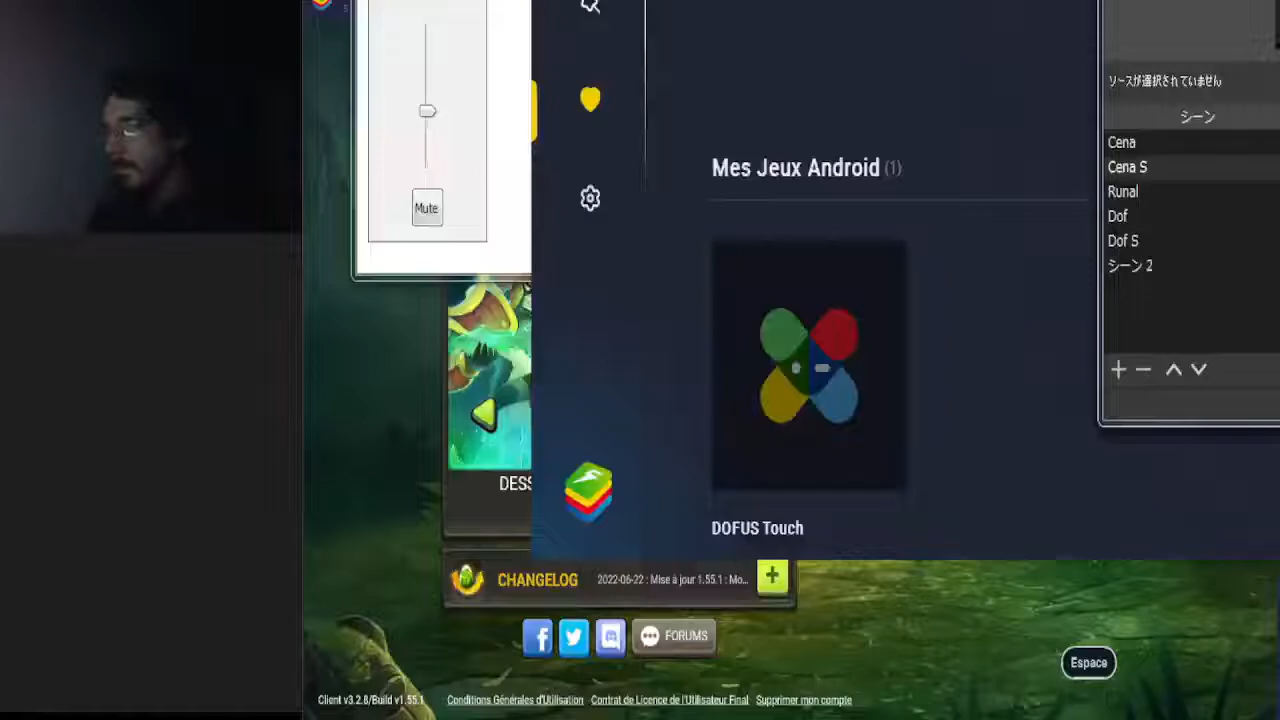 Mute
Mes Jeux Android (1)
DOFUS Touch
ソースが選択されていません
シーン
Cena
Cena S
Runal
Dof
Dof S
シーン 2
DESS
CHANGELOG
2022-06-22 : Mise à jour 1.55.1 : Mo...
FORUMS
Espace
Client v3.2.8/Build v1.55.1
Conditions Générales d'Utilisation
Contrat de Licence de l'Utilisateur Final
Supprimer mon compte